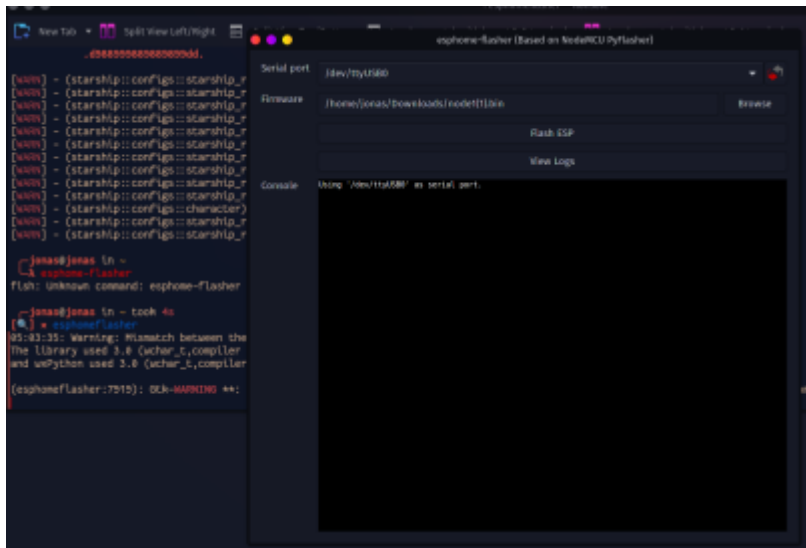 New Tab
Split View Left/Right
[WARN] - (starship::configs::starship_r
[WARN] - (starship::configs::starship_r
[WARN] - (starship::configs::starship_r
[WARN] - (starship::configs::starship_r
[WARN] - (starship::configs::starship_r
[WARN] - (starship::configs::starship_r
[WARN] - (starship::configs::starship_r
[WARN] - (starship::configs::starship_r
[WARN] - (starship::configs::starship_r
[WARN] - (starship::configs::starship_r
[WARN] - (starship::configs::character)
[WARN] - (starship::configs::starship_r
[WARN] - (starship::configs::starship_r
jonas@jonas in ~
λ esphome-flasher
fish: Unknown command: esphome-flasher
jonas@jonas in ~ took 4s
esphomeflasher
05:03:35: Warning: Mismatch between the
The library used 3.0 (wchar_t,compiler
and wxPython used 3.0 (wchar_t,compiler
(esphomeflasher:7919): Gtk-WARNING **:
esphome-flasher (Based on NodeMCU PyFlasher)
Serial port
/dev/ttyUSB0
Firmware
/home/jonas/Downloads/node1(1).bin
Browse
Flash ESP
View Logs
Console
Using '/dev/ttyUSB0' as serial port.